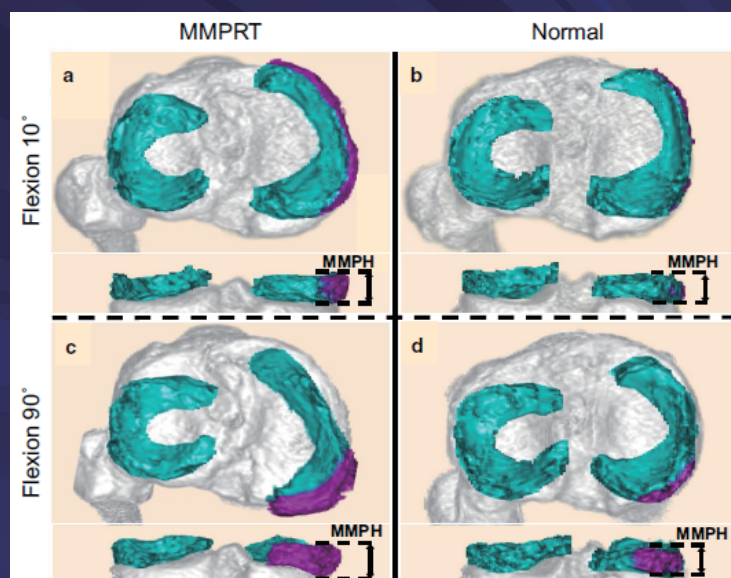 MMPRT Normal
a b
Flexion 10°
MMPH MMPH
c d
Flexion 90°
MMPH MMPH